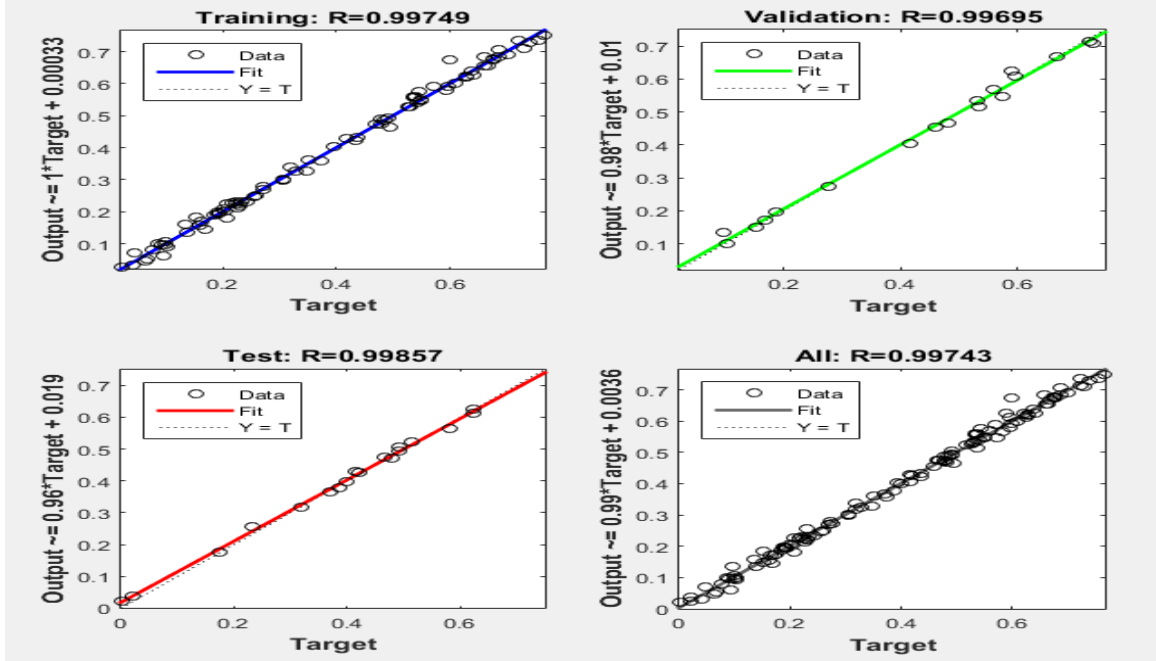 Training: R=0.99749
Output ~= 1*Target + 0.00033
0.7
0.6
0.5
0.4
0.3
0.2
0.1
Data
Fit
Y = T
0.2
0.4
0.6
Target
Validation: R=0.99695
Output ~= 0.98*Target + 0.01
0.7
0.6
0.5
0.4
0.3
0.2
0.1
Data
Fit
Y = T
0.2
0.4
0.6
Target
Test: R=0.99857
Output ~= 0.96*Target + 0.019
0.7
0.6
0.5
0.4
0.3
0.2
0.1
0
Data
Fit
Y = T
0
0.2
0.4
0.6
Target
All: R=0.99743
Output ~= 0.99*Target + 0.0036
0.7
0.6
0.5
0.4
0.3
0.2
0.1
0
Data
Fit
Y = T
0
0.2
0.4
0.6
Target